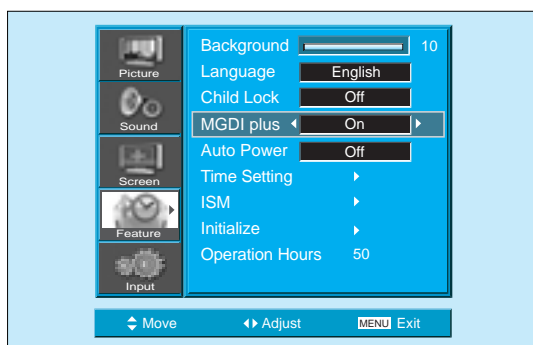 Picture
Sound
Screen
Feature
Input
Background 10
Language English
Child Lock Off
MGDI plus On
Auto Power Off
Time Setting
ISM
Initialize
Operation Hours 50
Move Adjust MENU Exit